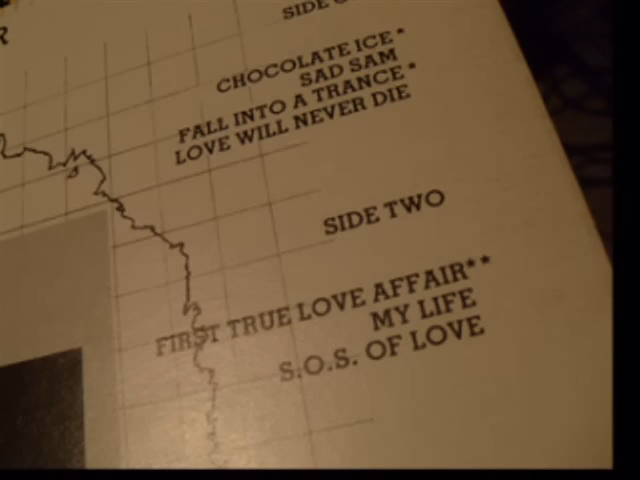 SIDE
CHOCOLATE ICE*
SAD SAM
FALL INTO A TRANCE*
LOVE WILL NEVER DIE
SIDE TWO
FIRST TRUE LOVE AFFAIR**
MY LIFE
S.O.S. OF LOVE